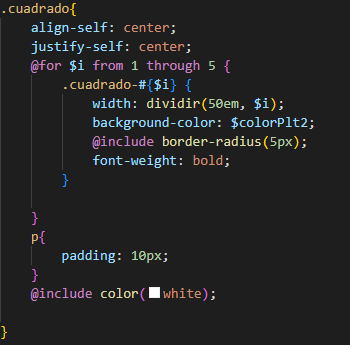 .cuadrado{
align-self: center;
justify-self: center;
@for $i from 1 through 5 {
.cuadrado-#{$i} {
width: dividir(50em, $i);
background-color: $colorPlt2;
@include border-radius(5px);
font-weight: bold;
}
}
p{
padding: 10px;
}
@include color(white);
}